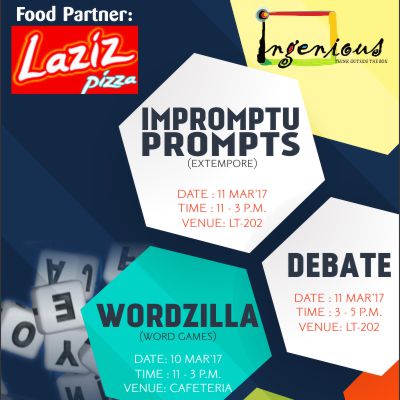 Food Partner:
Laziz
pizza
Ingenious
THINK OUTSIDE THE BOX
IMPROMPTU
PROMPTS
(EXTEMPORE)
DATE : 11 MAR'17
TIME : 11 - 3 P.M.
VENUE: LT-202
DEBATE
DATE : 11 MAR'17
TIME : 3 - 5 P.M.
VENUE: LT-202
WORDZILLA
(WORD GAMES)
DATE: 10 MAR'17
TIME : 11 - 3 P.M.
VENUE: CAFETERIA